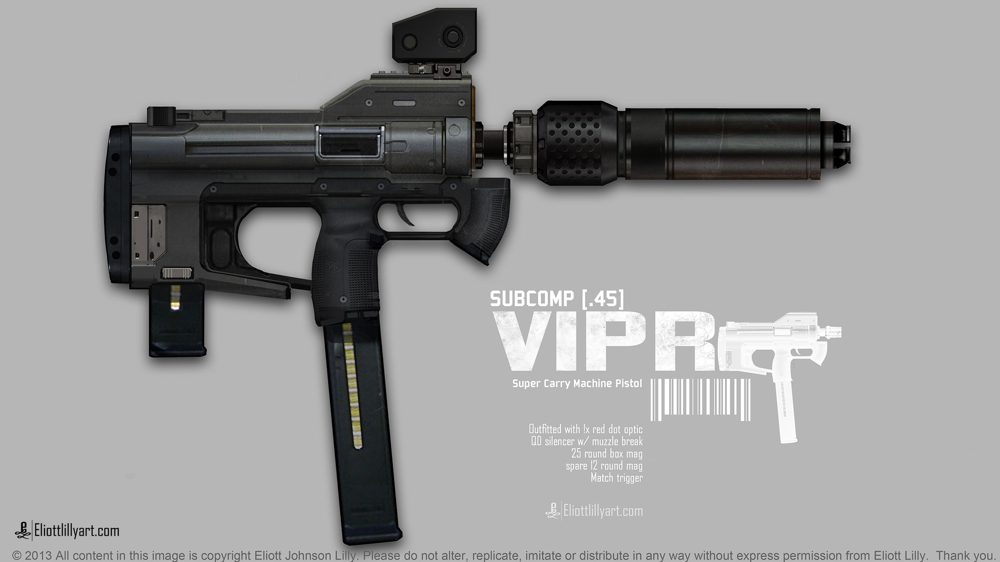 SUBCOMP [.45]
VIPR
Super Carry Machine Pistol
Outfitted with !x red dot optic
QD silencer w/ muzzle break
25 round box mag
spare 12 round mag
Match trigger
Eliottlillyart.com
Eliottlillyart.com
© 2013 All content in this image is copyright Eliott Johnson Lilly. Please do not alter, replicate, imitate or distribute in any way without express permission from Eliott Lilly. Thank you.